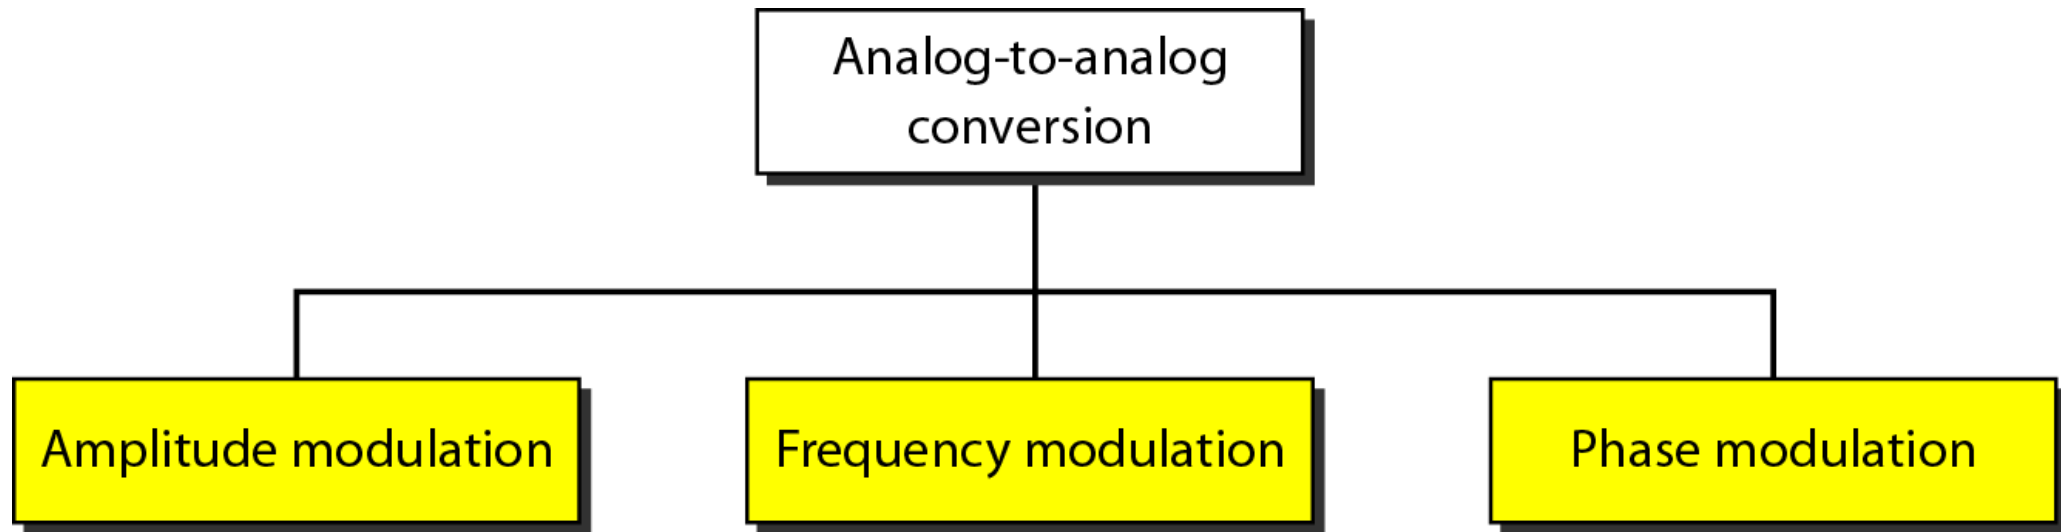 Analog-to-analog
conversion
Amplitude modulation
Frequency modulation
Phase modulation